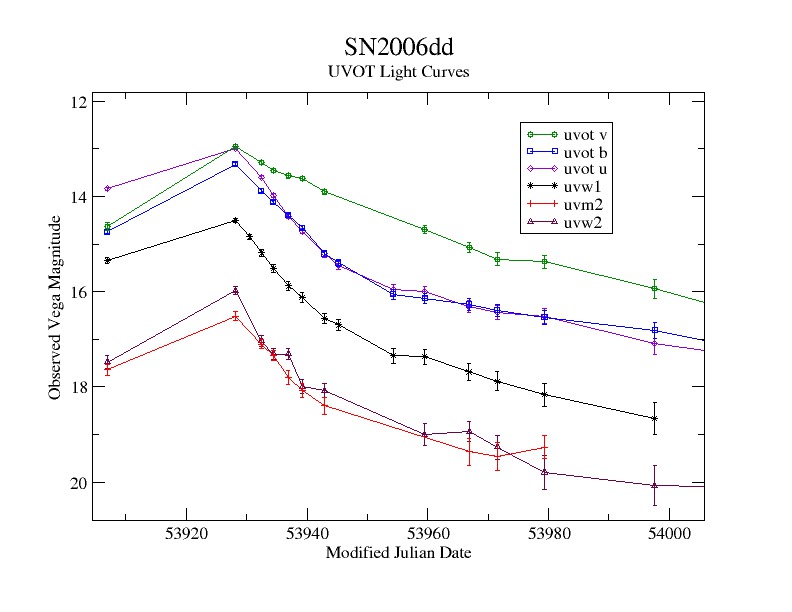 SN2006dd
UVOT Light Curves
12
14
16
18
20
Observed Vega Magnitude
uvot v
uvot b
uvot u
uvw1
uvm2
uvw2
53920 53940 53960 53980 54000
Modified Julian Date